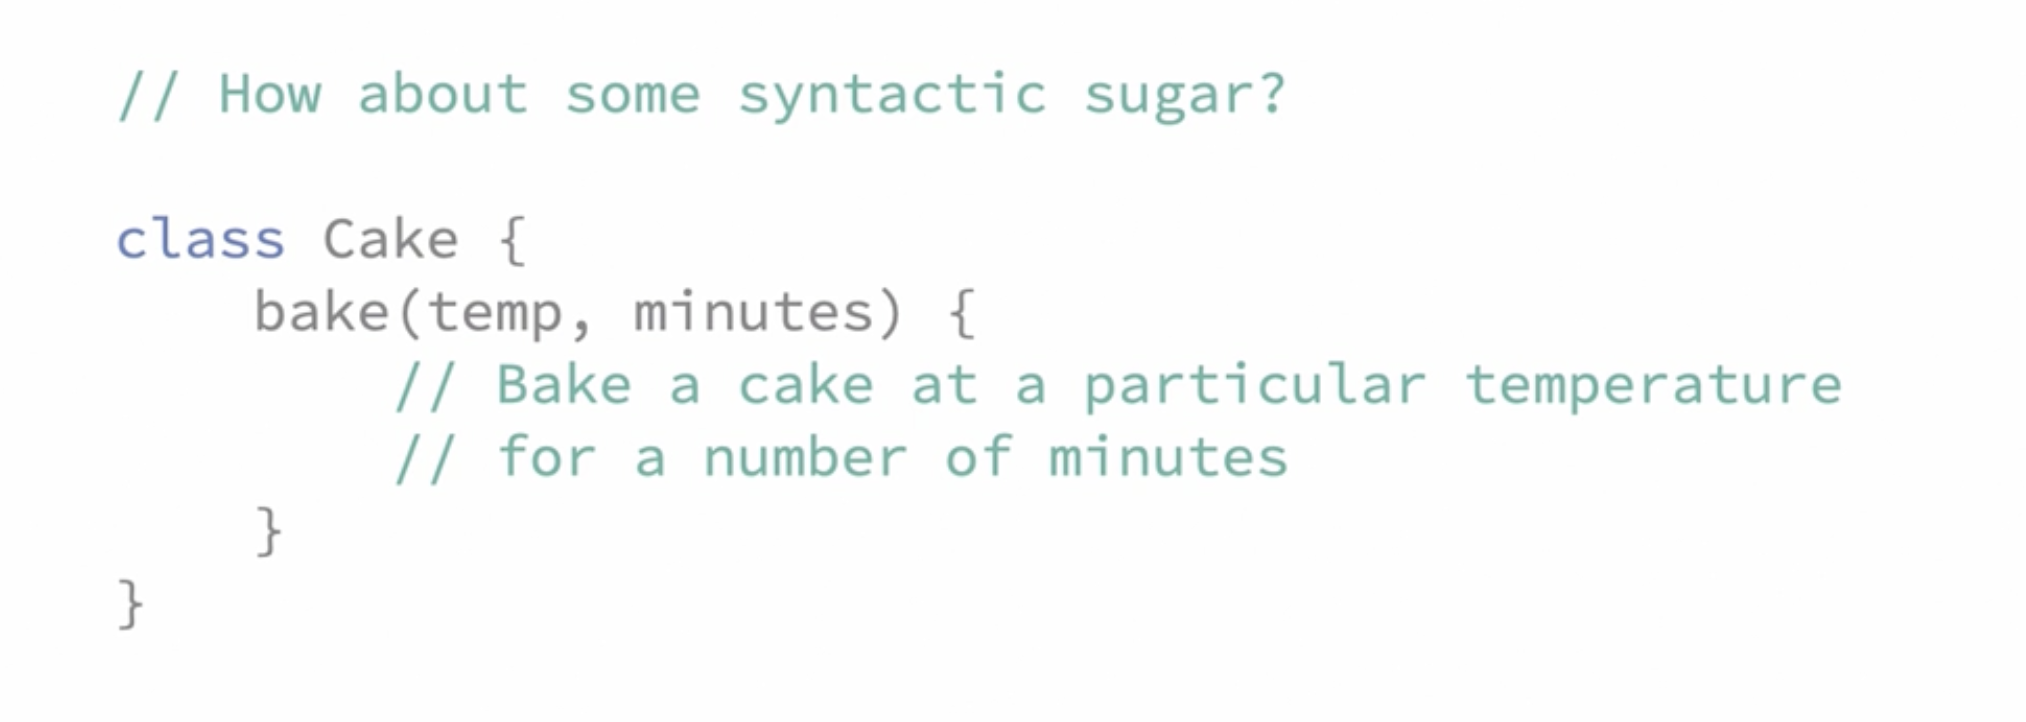 // How about some syntactic sugar?
class Cake {
bake(temp, minutes) {
// Bake a cake at a particular temperature
// for a number of minutes
}
}